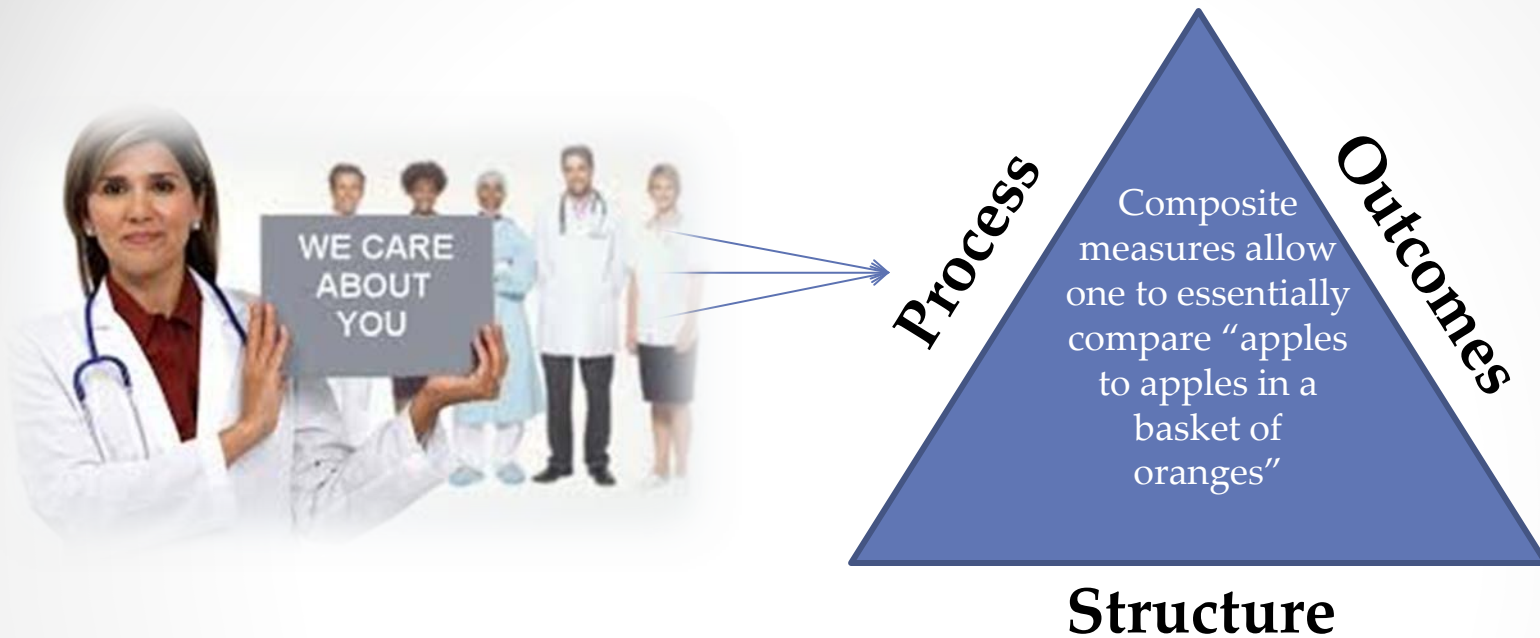 WE CARE
ABOUT
YOU
Process
Composite
measures allow
one to essentially
compare “apples
to apples in a
basket of
oranges”
Outcomes
Structure